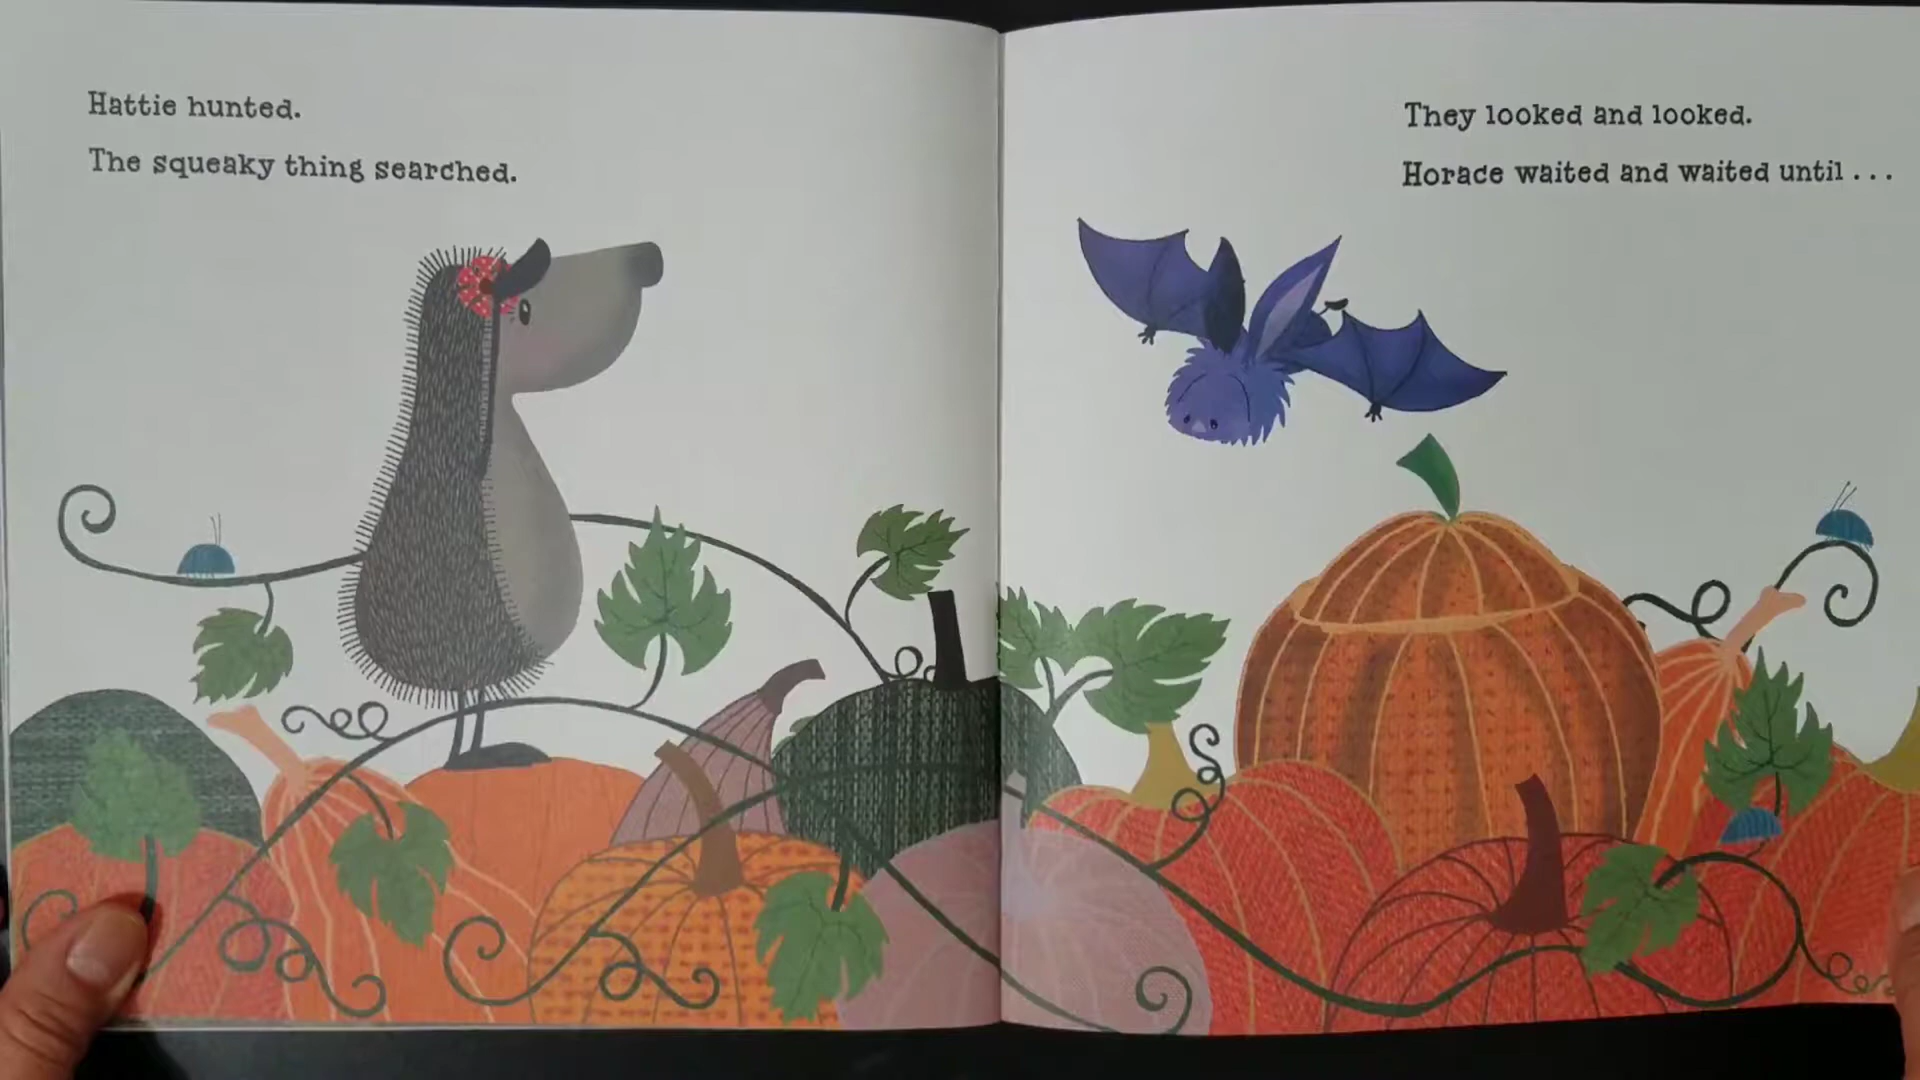 Hattie hunted.
The squeaky thing searched.
They looked and looked.
Horace waited and waited until . . .